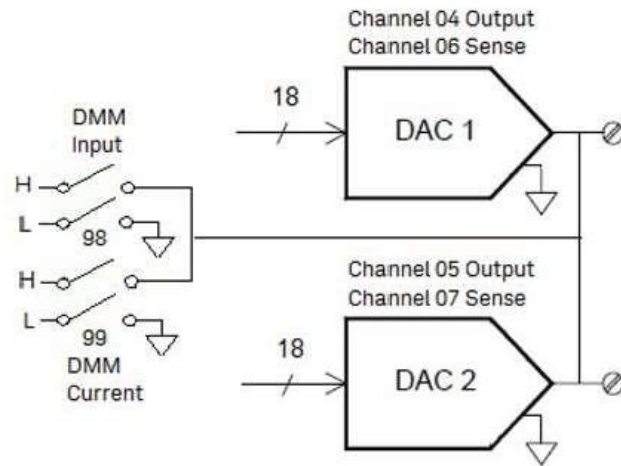 Channel 04 Output
Channel 06 Sense
18
DAC 1
DMM
Input
H
L
98
H
L
99
DMM
Current
Channel 05 Output
Channel 07 Sense
18
DAC 2